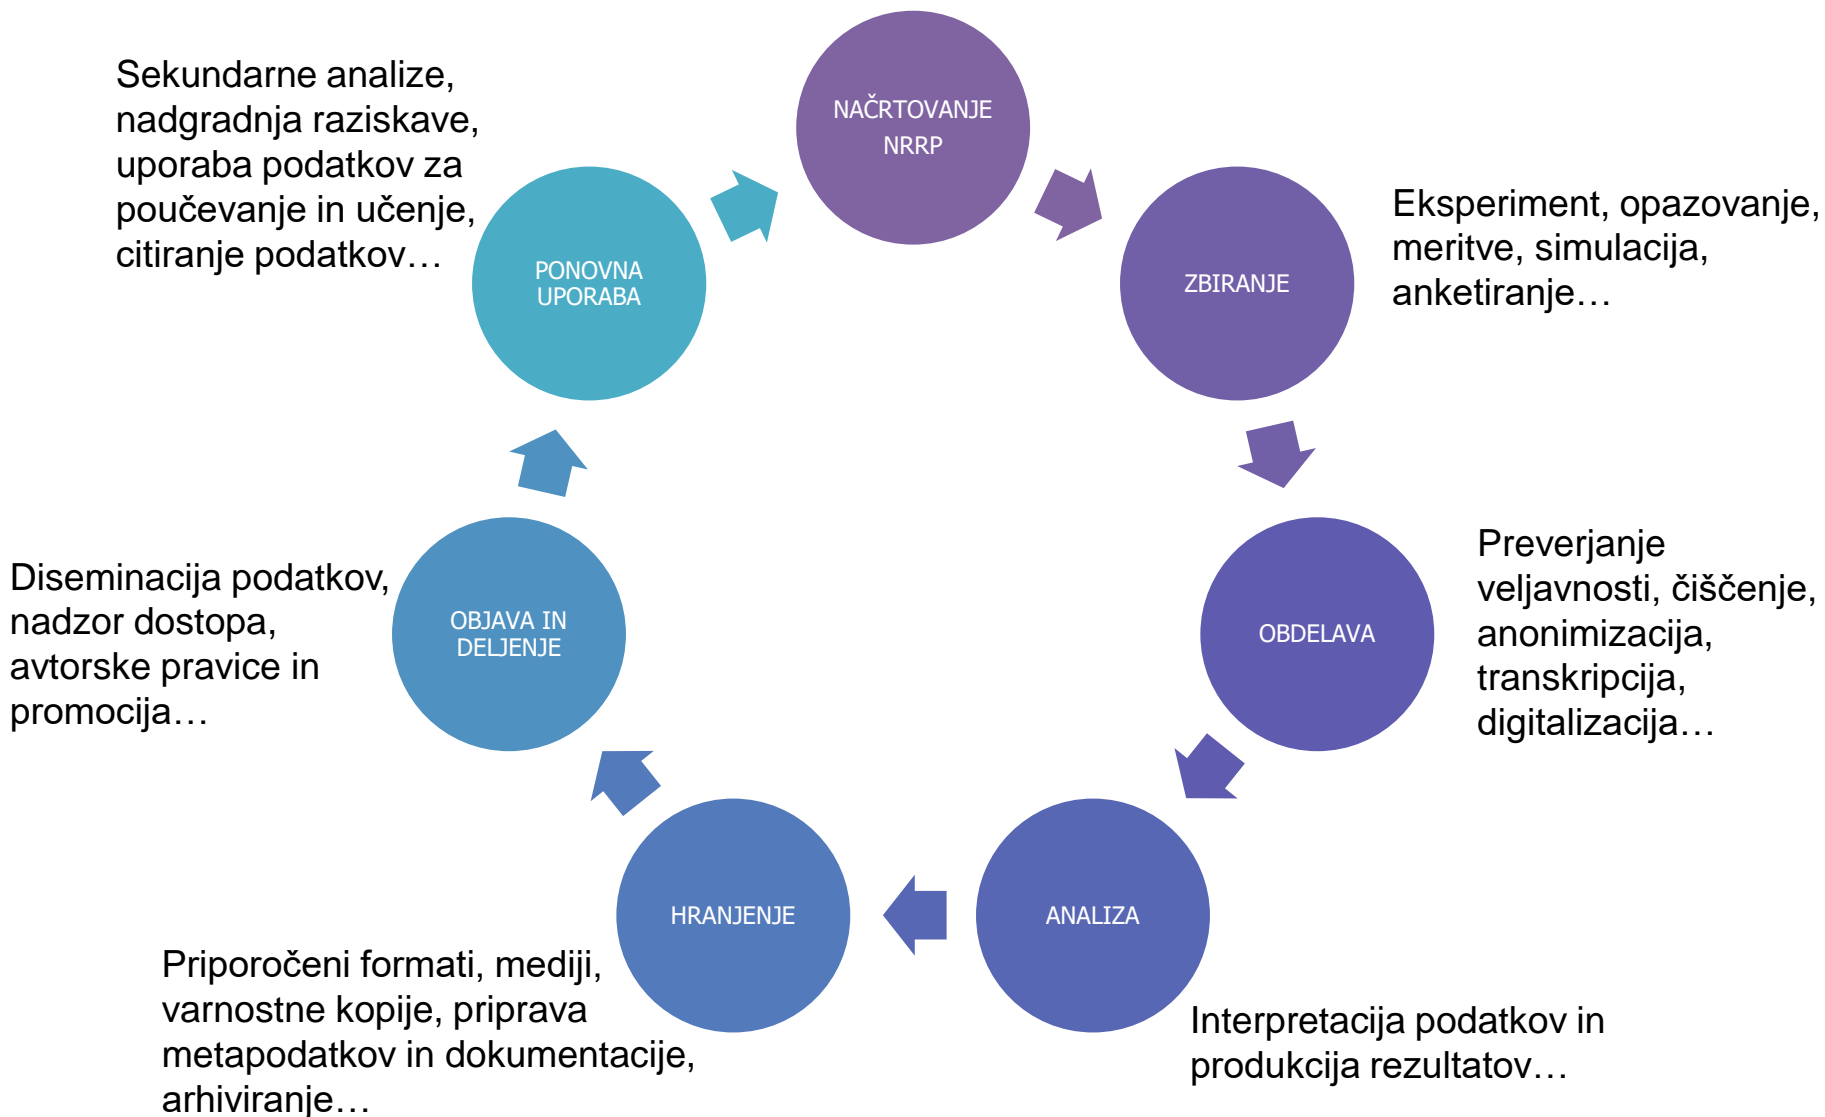 NAČRTOVANJE
NRRP
ZBIRANJE
Eksperiment, opazovanje,
meritve, simulacija,
anketiranje…
OBDELAVA
Preverjanje
veljavnosti, čiščenje,
anonimizacija,
transkripcija,
digitalizacija…
ANALIZA
Interpretacija podatkov in
produkcija rezultatov…
HRANJENJE
Priporočeni formati, mediji,
varnostne kopije, priprava
metapodatkov in dokumentacije,
arhiviranje…
OBJAVA IN
DELJENJE
Diseminacija podatkov,
nadzor dostopa,
avtorske pravice in
promocija…
PONOVNA
UPORABA
Sekundarne analize,
nadgradnja raziskave,
uporaba podatkov za
poučevanje in učenje,
citiranje podatkov…